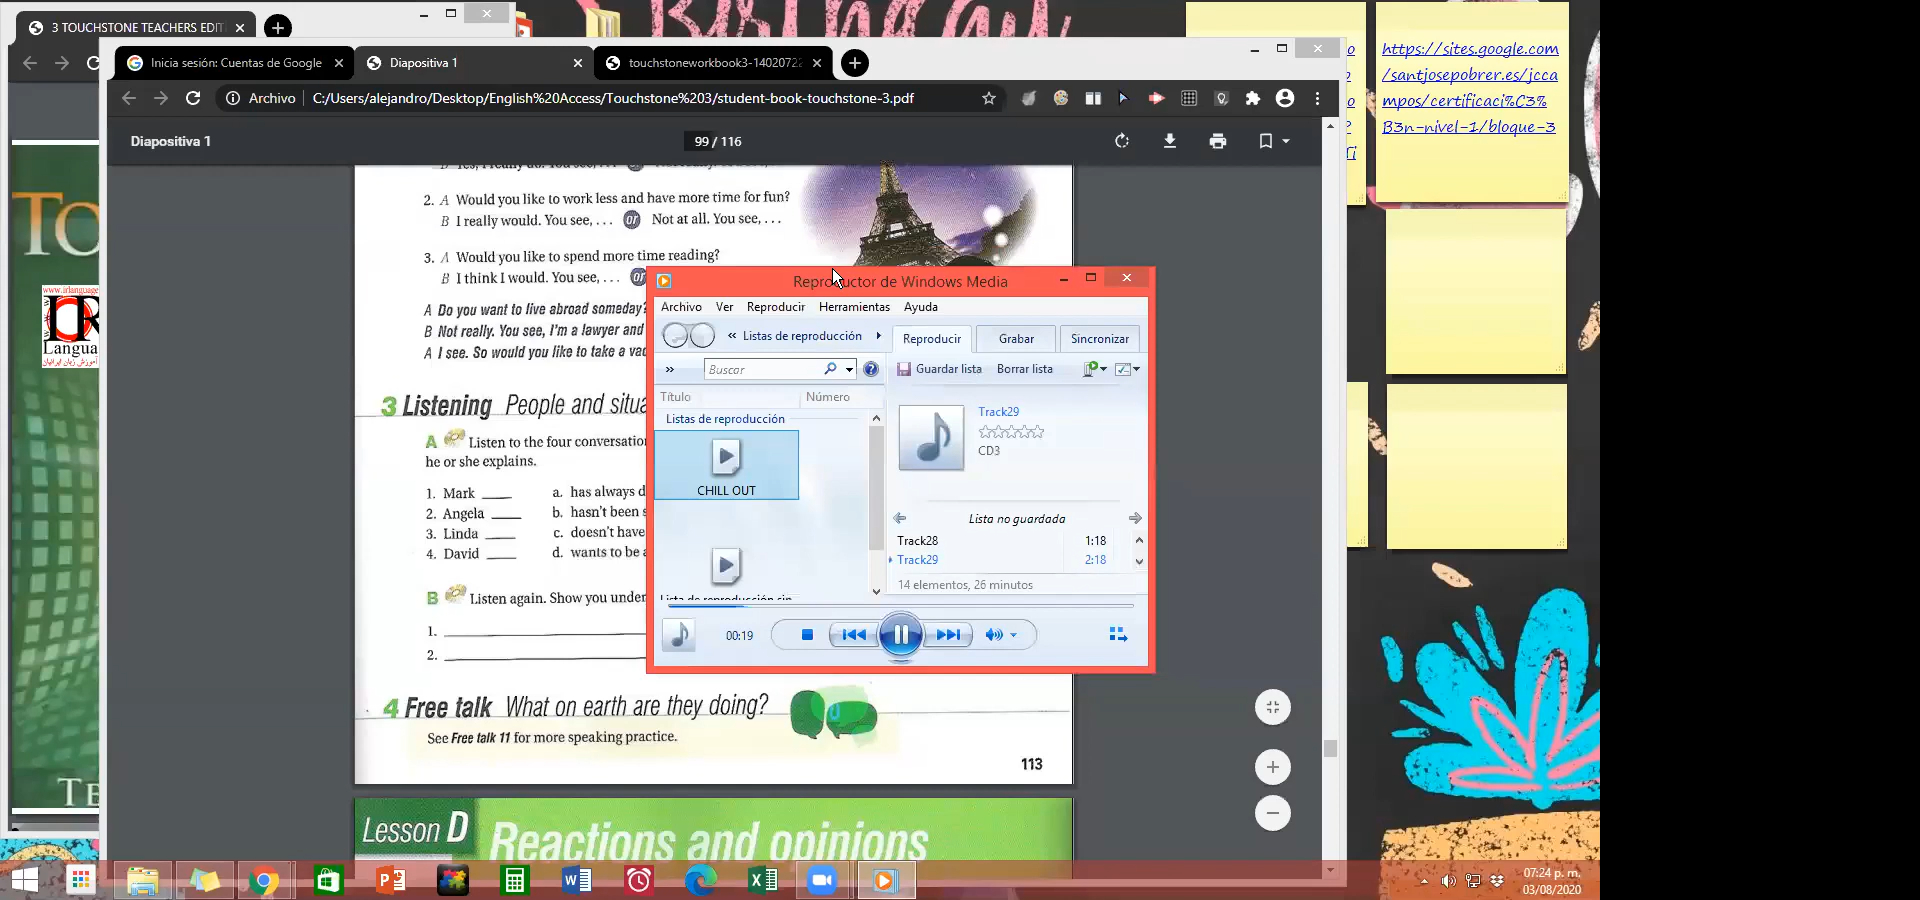 3 TOUCHSTONE TEACHERS EDIT
Inicia sesión: Cuentas de Google
Diapositiva 1
touchstoneworkbook3-1402072
Archivo
C:/Users/alejandro/Desktop/English%20Access/Touchstone%203/student-book-touchstone-3.pdf
Diapositiva 1
99 / 116
2. A Would you like to work less and have more time for fun?
B I really would. You see, . . . or Not at all. You see, . . .
3. A Would you like to spend more time reading?
B I think I would. You see, . . . or
A Do you want to live abroad someday?
B Not really. You see, I'm a lawyer and
A I see. So would you like to take a vac
3 Listening People and situa
A Listen to the four conversation
he or she explains.
1. Mark
a. has always d
2. Angela
b. hasn't been s
3. Linda
c. doesn't have
4. David
d. wants to be a
B Listen again. Show you under
1.
2.
4 Free talk What on earth are they doing?
See Free talk 11 for more speaking practice.
113
Lesson D
Reactions and opinions
Reproductor de Windows Media
Archivo Ver Reproducir Herramientas Ayuda
Listas de reproducción
Reproducir
Grabar
Sincronizar
Buscar
Guardar lista
Borrar lista
Título
Número
Listas de reproducción
CHILL OUT
Track29
CD3
Lista no guardada
Track28 1:18
Track29 2:18
14 elementos, 26 minutos
00:19
https://sites.google.com
/santjosepobrer.es/jcca
mpos/certificaci%C3%
B3n-nivel-1/bloque-3
www.irlanguage
IR
Langua
TO
TE
07:24 p. m.
03/08/2020